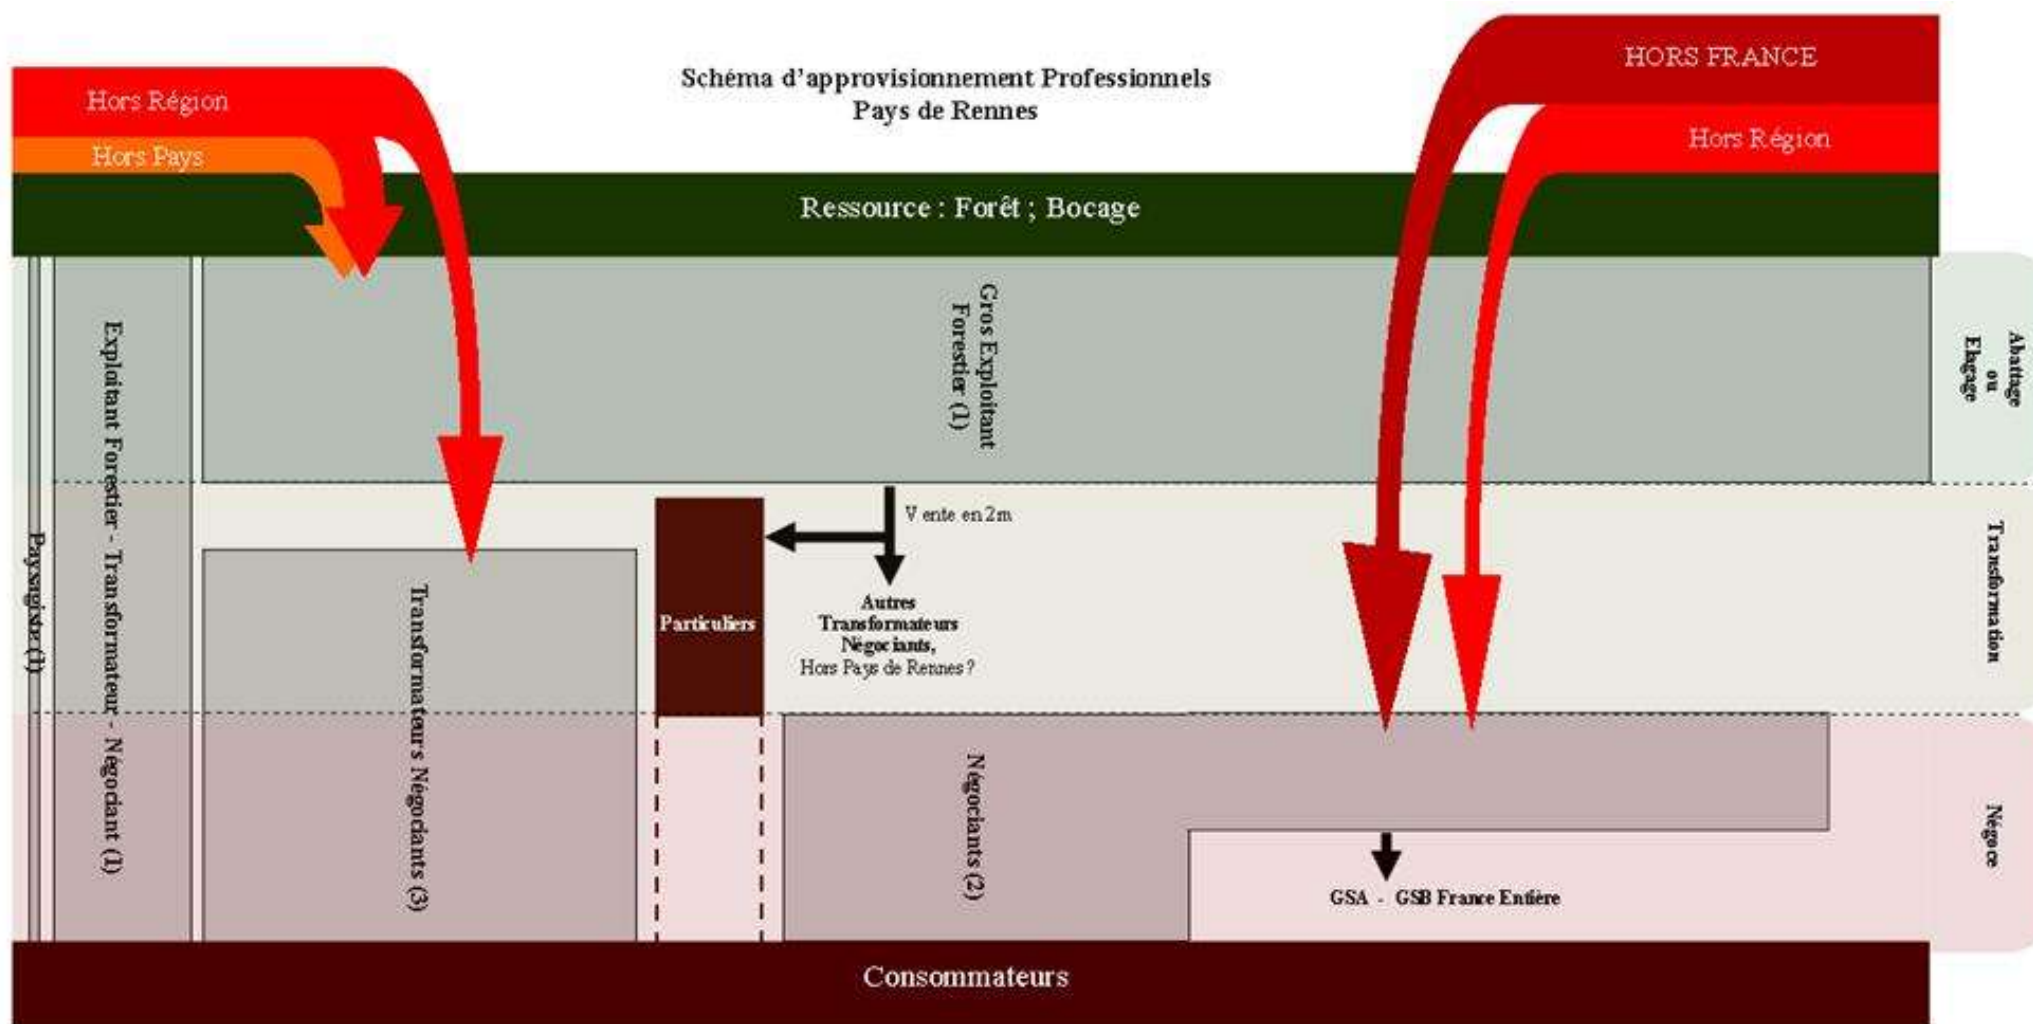 Schéma d'approvisionnement Professionnels
Pays de Rennes
HORS FRANCE
Hors Région
Hors Région
Hors Pays
Ressource : Forêt ; Bocage
Gros Exploitant
Forestier (1)
Abattage
ou
Elagage
Paysagiste (1)
Exploitant Forestier - Transformateur - Négociant (1)
Vente en 2m
Particuliers
Autres
Transformateurs
Négociants,
Hors Pays de Rennes ?
Transformation
Transformateurs Négociants (3)
Négociants (2)
Négoce
GSA - GSB France Entière
Consommateurs